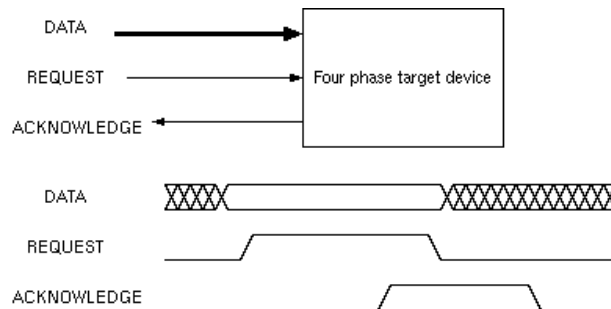 DATA
REQUEST
Four phase target device
ACKNOWLEDGE
DATA
REQUEST
ACKNOWLEDGE